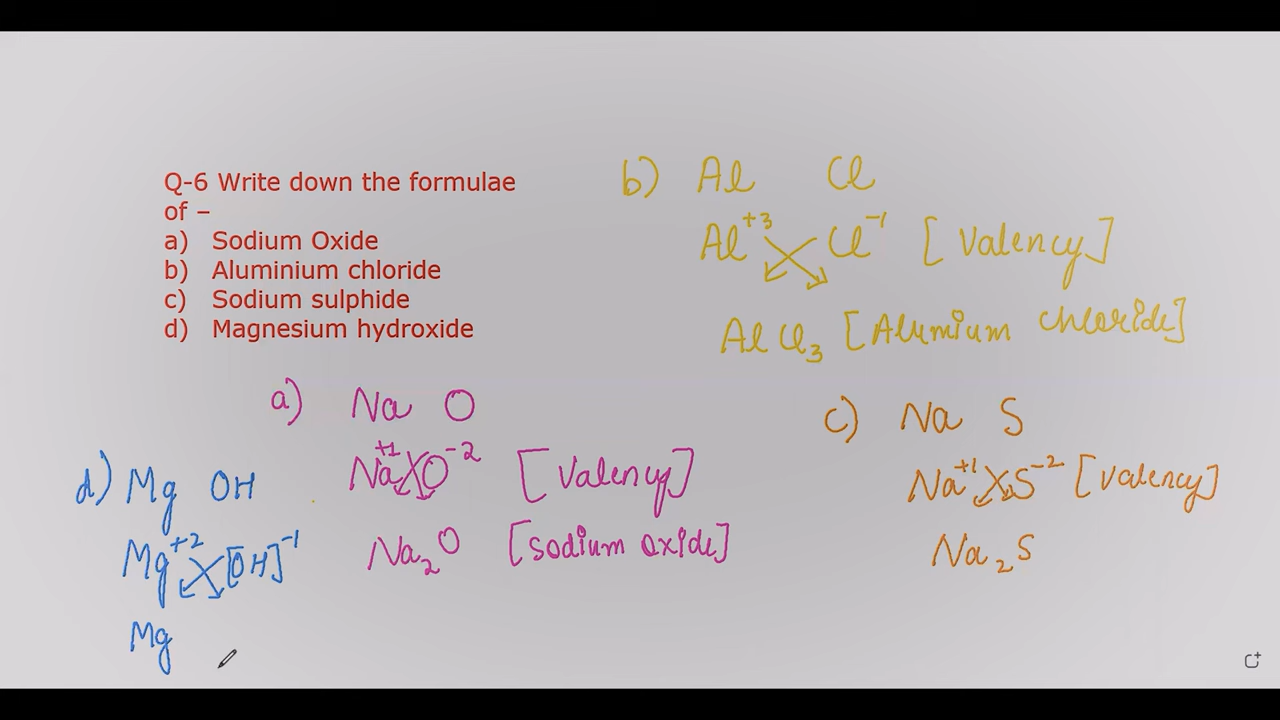 Q-6 Write down the formulae
of –
a) Sodium Oxide
b) Aluminium chloride
c) Sodium sulphide
d) Magnesium hydroxide
b) Al Cl
Al+3 Cl-1 [Valency]
AlCl3 [Alumium chloride]
a) Na O
Na+1 O-2 [Valency]
Na2O [sodium oxide]
c) Na S
Na+1 S-2 [Valency]
Na2S
d) Mg OH
Mg+2 [OH]-1
Mg